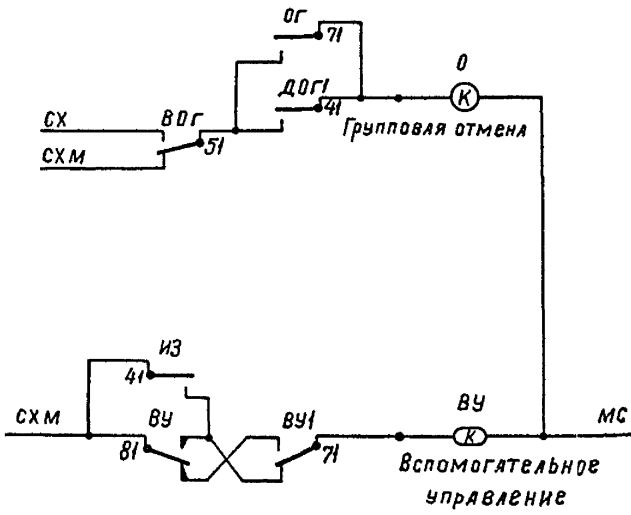 ОГ
71
О
ДОГ1
41
К
СХ
ВОГ
Групповая отмена
51
СХМ
ИЗ
41
СХМ
ВУ
ВУ1
ВУ
МС
81
71
К
Вспомогательное
управление